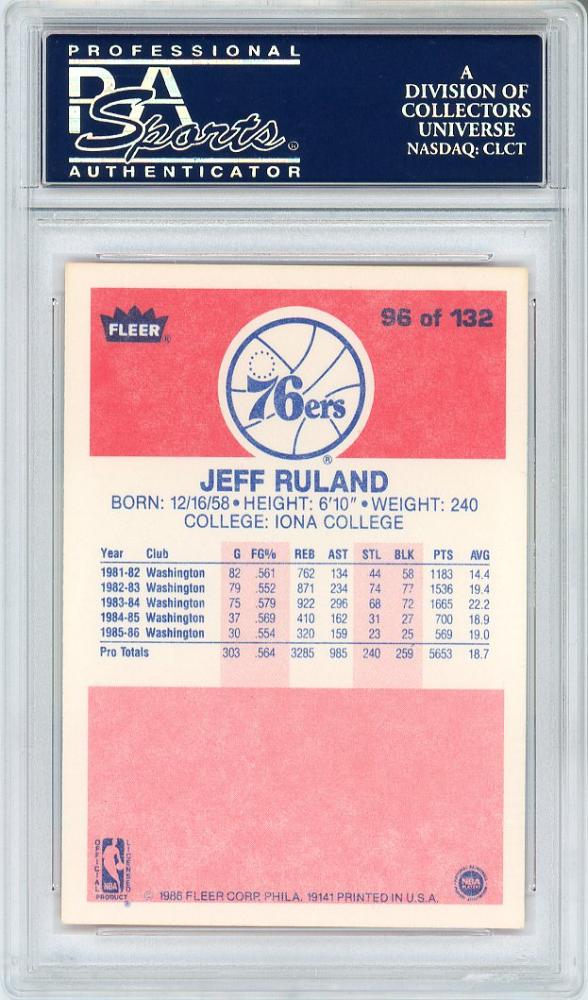 PROFESSIONAL
PSA
Sports®
AUTHENTICATOR
A
DIVISION OF
COLLECTORS
UNIVERSE
NASDAQ: CLCT
FLEER®
96 of 132
76ers
®
JEFF RULAND
BORN: 12/16/58 • HEIGHT: 6'10" • WEIGHT: 240
COLLEGE: IONA COLLEGE
Year Club G FG% REB AST STL BLK PTS AVG
1981-82 Washington 82 .561 762 134 44 58 1183 14.4
1982-83 Washington 79 .552 871 234 74 77 1536 19.4
1983-84 Washington 75 .579 922 296 68 72 1665 22.2
1984-85 Washington 37 .569 410 162 31 27 700 18.9
1985-86 Washington 30 .554 320 159 23 25 569 19.0
Pro Totals 303 .564 3285 985 240 259 5653 18.7
OFFICIAL
NBA
LICENSED
PRODUCT
®
© 1986 FLEER CORP. PHILA. 19141 PRINTED IN U.S.A.
NBA
PLAYERS